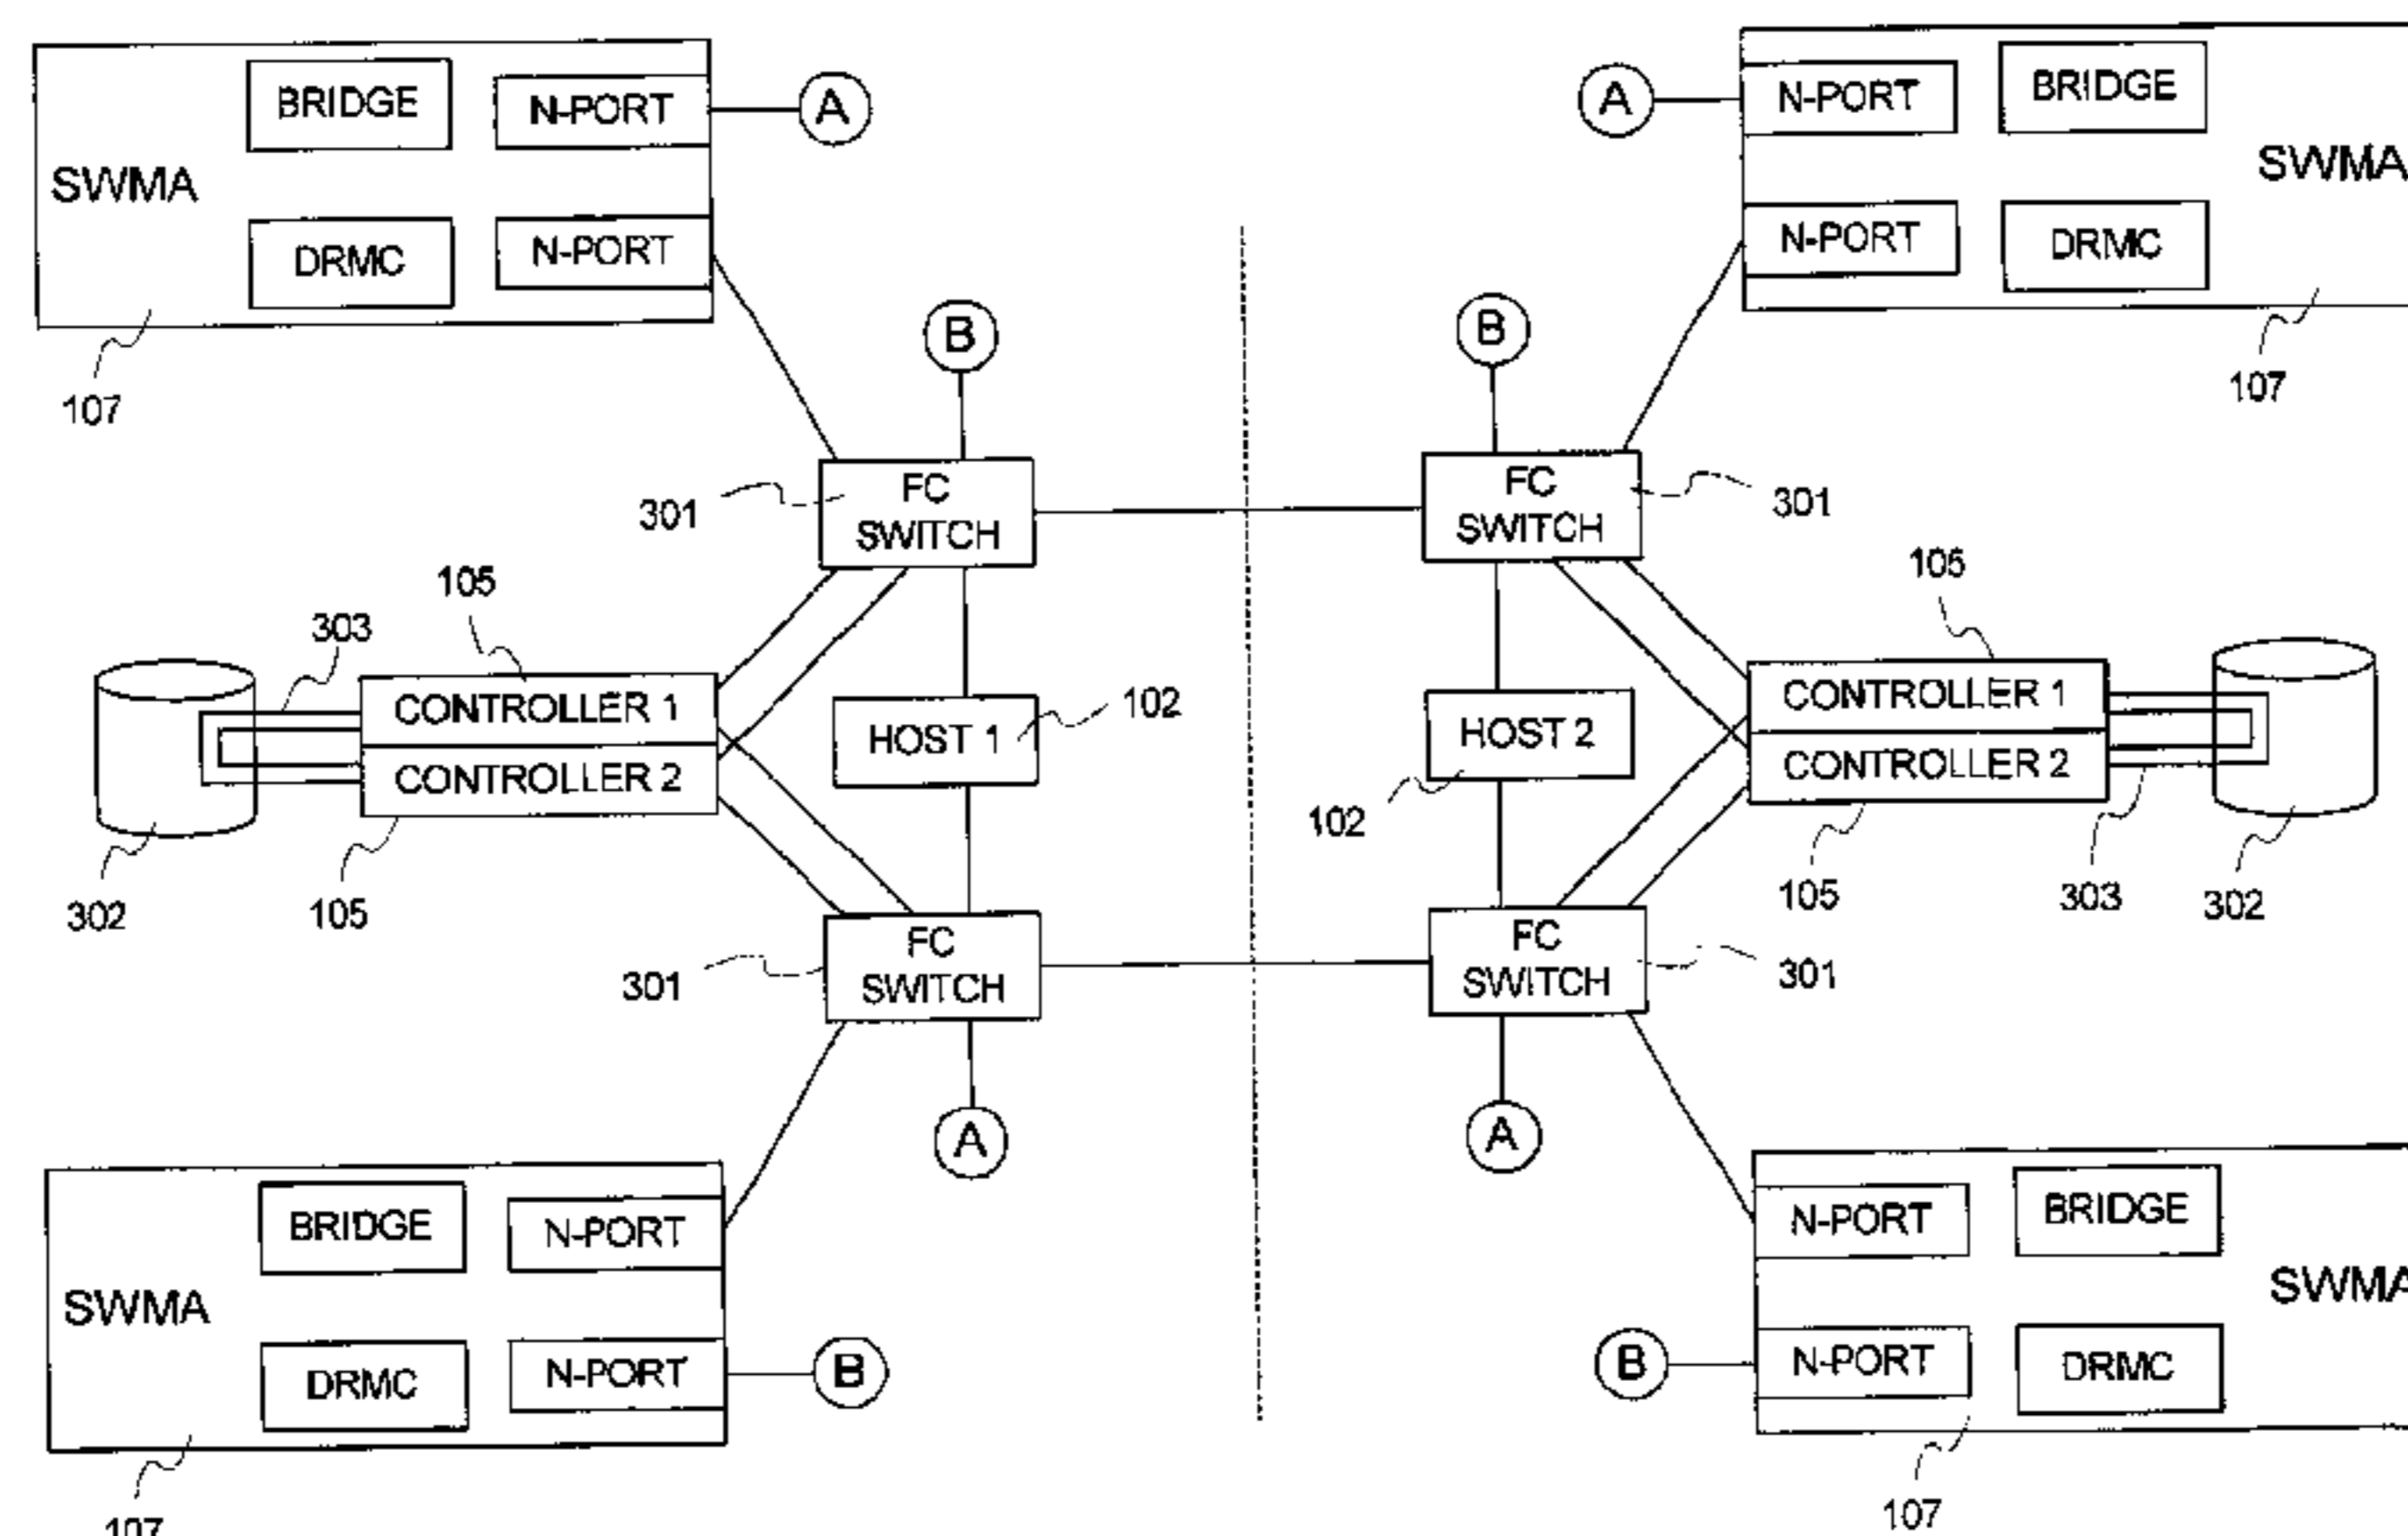 BRIDGE
N-PORT
A
SWMA
DRMC
N-PORT
107
A
N-PORT
BRIDGE
SWMA
N-PORT
DRMC
107
B
B
301
FC
SWITCH
FC
SWITCH
301
105
303
CONTROLLER 1
CONTROLLER 2
HOST 1
102
302
105
HOST 2
102
105
CONTROLLER 1
CONTROLLER 2
105
303
302
301
FC
SWITCH
FC
SWITCH
301
A
A
BRIDGE
N-PORT
SWMA
DRMC
N-PORT
B
107
N-PORT
BRIDGE
SWMA
B
N-PORT
DRMC
107